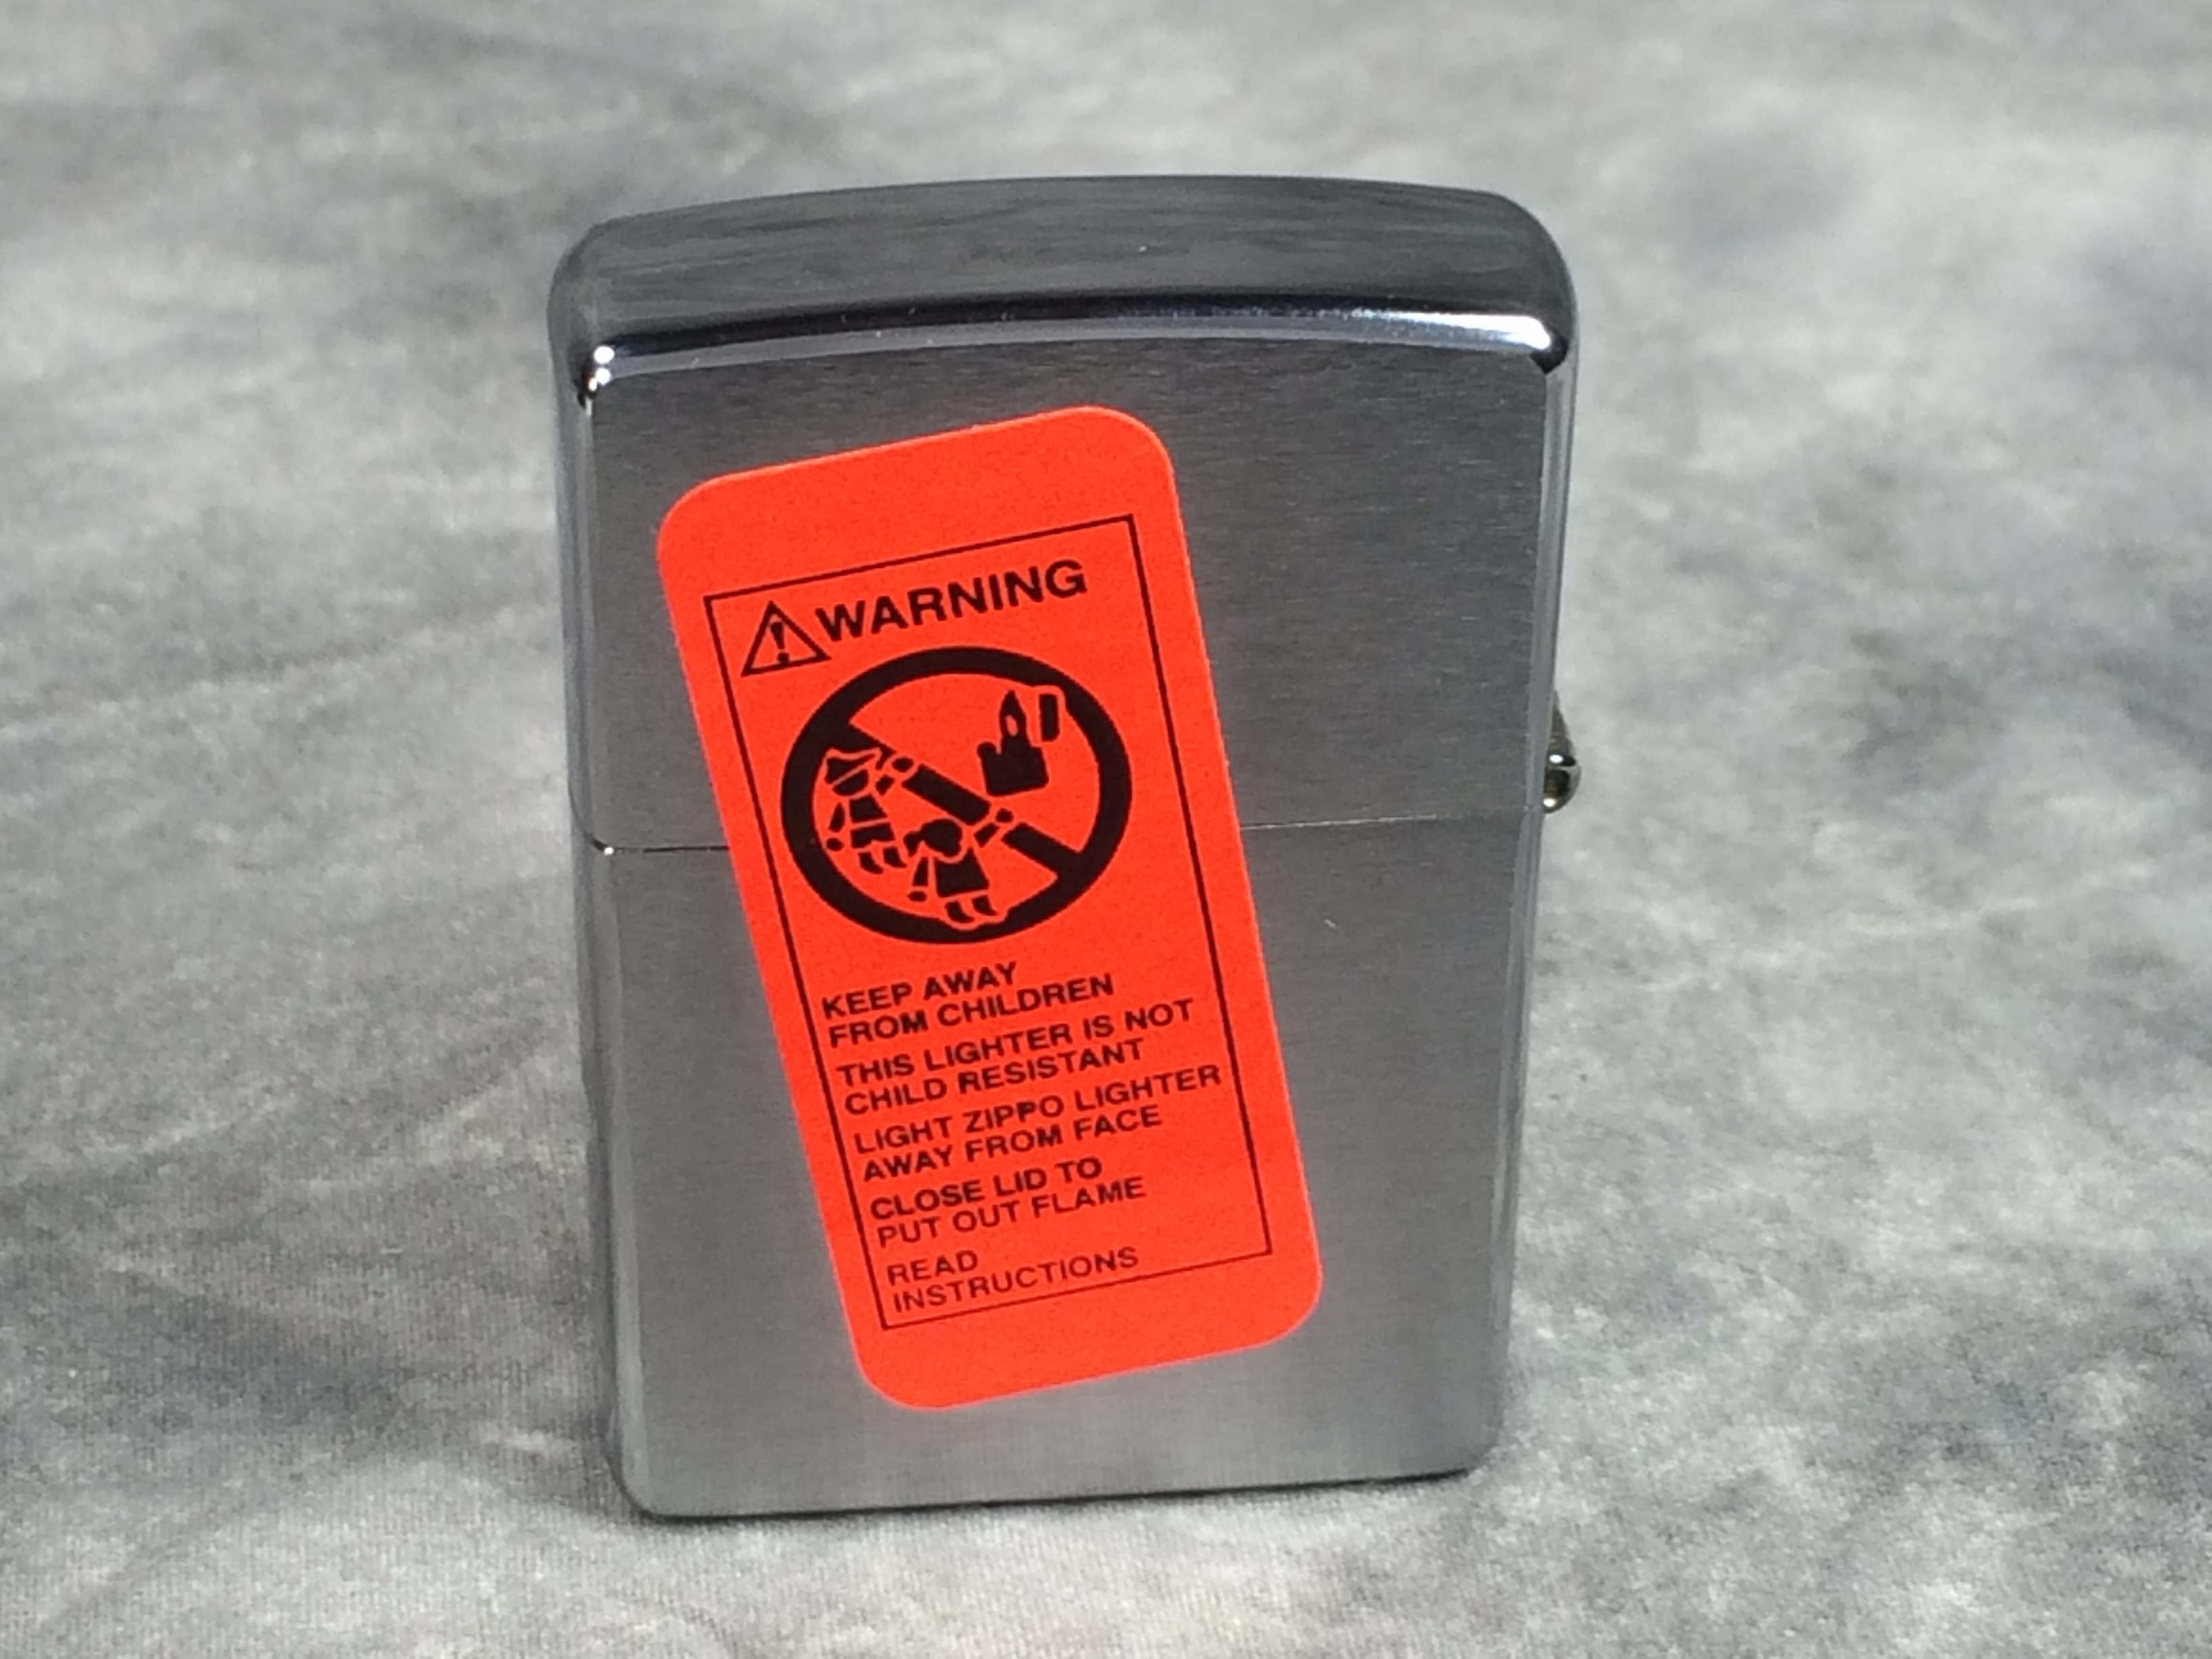 WARNING
KEEP AWAY
FROM CHILDREN
THIS LIGHTER IS NOT
CHILD RESISTANT
LIGHT ZIPPO LIGHTER
AWAY FROM FACE
CLOSE LID TO
PUT OUT FLAME
READ
INSTRUCTIONS